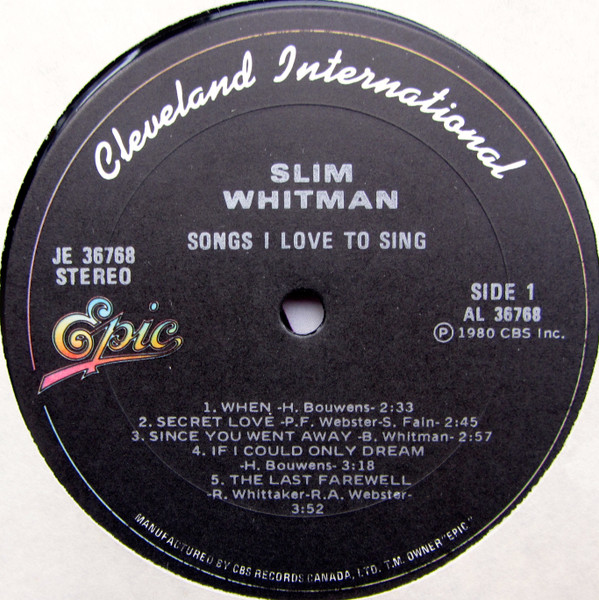 Cleveland International
SLIM
WHITMAN
SONGS I LOVE TO SING
JE 36768
STEREO
Epic
SIDE 1
AL 36768
Ⓟ 1980 CBS Inc.
1. WHEN -H. Bouwens- 2:33
2. SECRET LOVE -P.F. Webster-S. Fain- 2:45
3. SINCE YOU WENT AWAY -B. Whitman- 2:57
4. IF I COULD ONLY DREAM
-H. Bouwens- 3:18
5. THE LAST FAREWELL
-R. Whittaker-R.A. Webster-
3:52
MANUFACTURED BY CBS RECORDS CANADA, LTD. T.M. OWNER "EPIC"